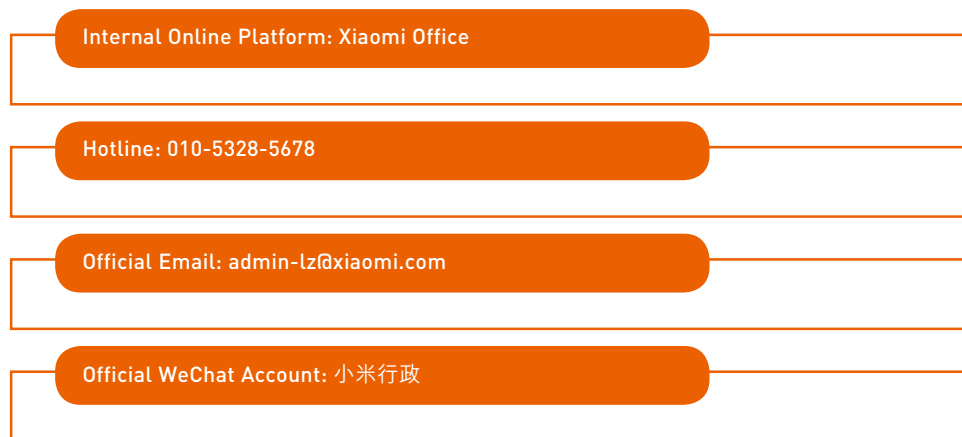 Internal Online Platform: Xiaomi Office
Hotline: 010-5328-5678
Official Email: admin-lz@xiaomi.com
Official WeChat Account: 小米行政